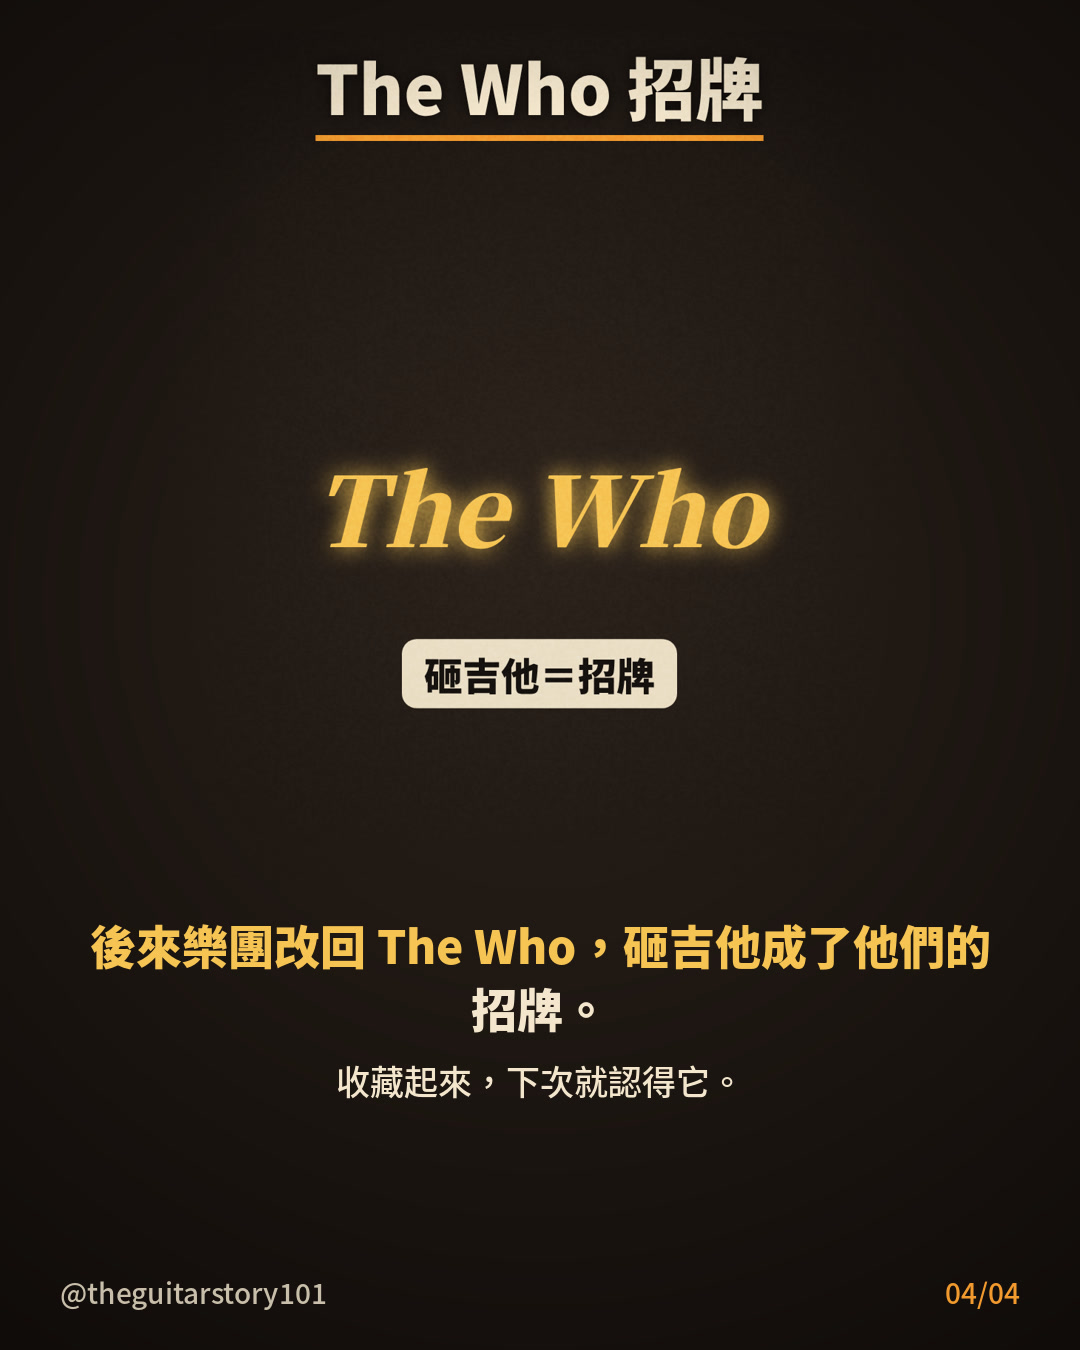 The Who 招牌
The Who
砸吉他＝招牌
後來樂團改回 The Who，砸吉他成了他們的
招牌。
收藏起來，下次就認得它。
@theguitarstory101
04/04